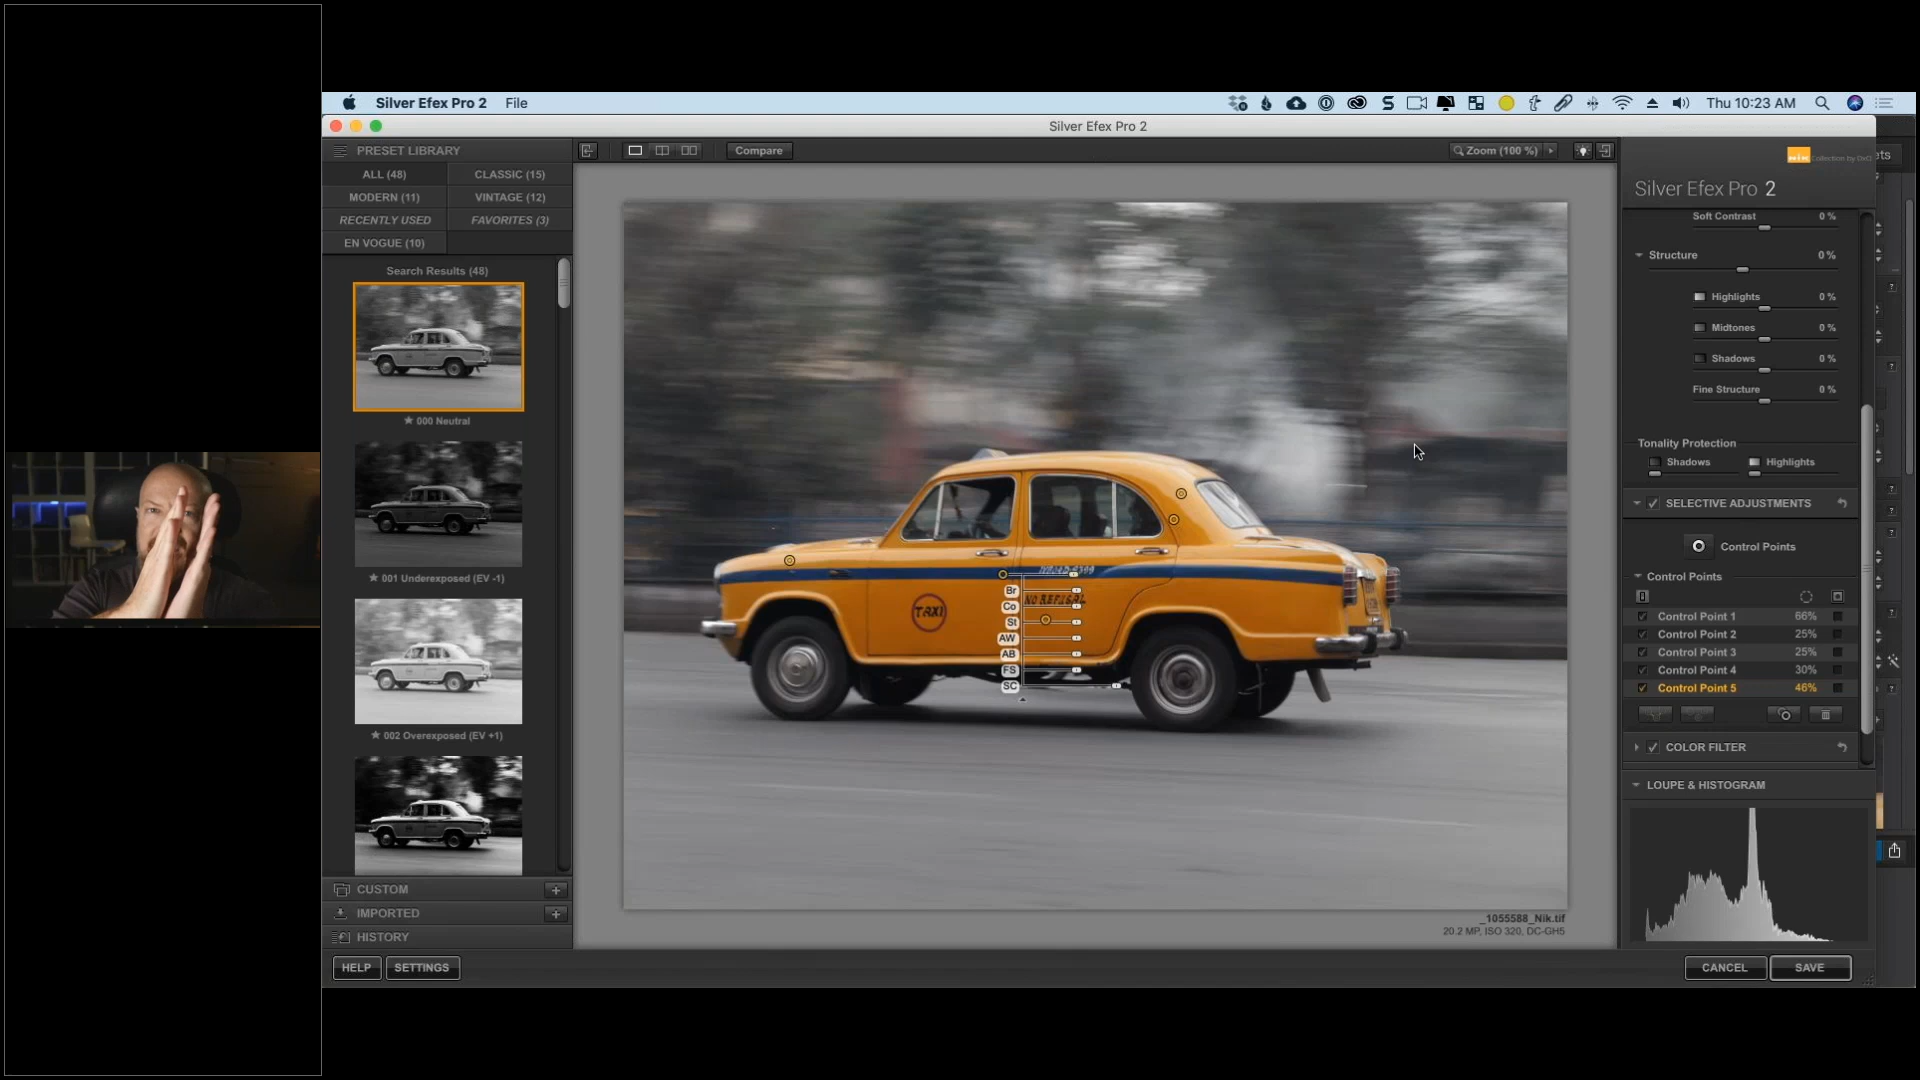 Silver Efex Pro 2 File
Thu 10:23 AM
Silver Efex Pro 2
PRESET LIBRARY
Compare
Zoom (100 %)
ALL (48)
CLASSIC (15)
MODERN (11)
VINTAGE (12)
RECENTLY USED
FAVORITES (3)
EN VOGUE (10)
Search Results (48)
000 Neutral
001 Underexposed (EV -1)
002 Overexposed (EV +1)
CUSTOM
IMPORTED
HISTORY
HELP
SETTINGS
TAXI
NO REFUSAL
Br
Co
St
AW
AB
FS
SC
_1055588_Nik.tif
20.2 MP, ISO 320, DC-GH5
Collection by DxO
Silver Efex Pro 2
Soft Contrast 0 %
Structure 0 %
Highlights 0 %
Midtones 0 %
Shadows 0 %
Fine Structure 0 %
Tonality Protection
Shadows
Highlights
SELECTIVE ADJUSTMENTS
Control Points
Control Points
Control Point 1 66%
Control Point 2 25%
Control Point 3 25%
Control Point 4 30%
Control Point 5 46%
COLOR FILTER
LOUPE & HISTOGRAM
CANCEL
SAVE